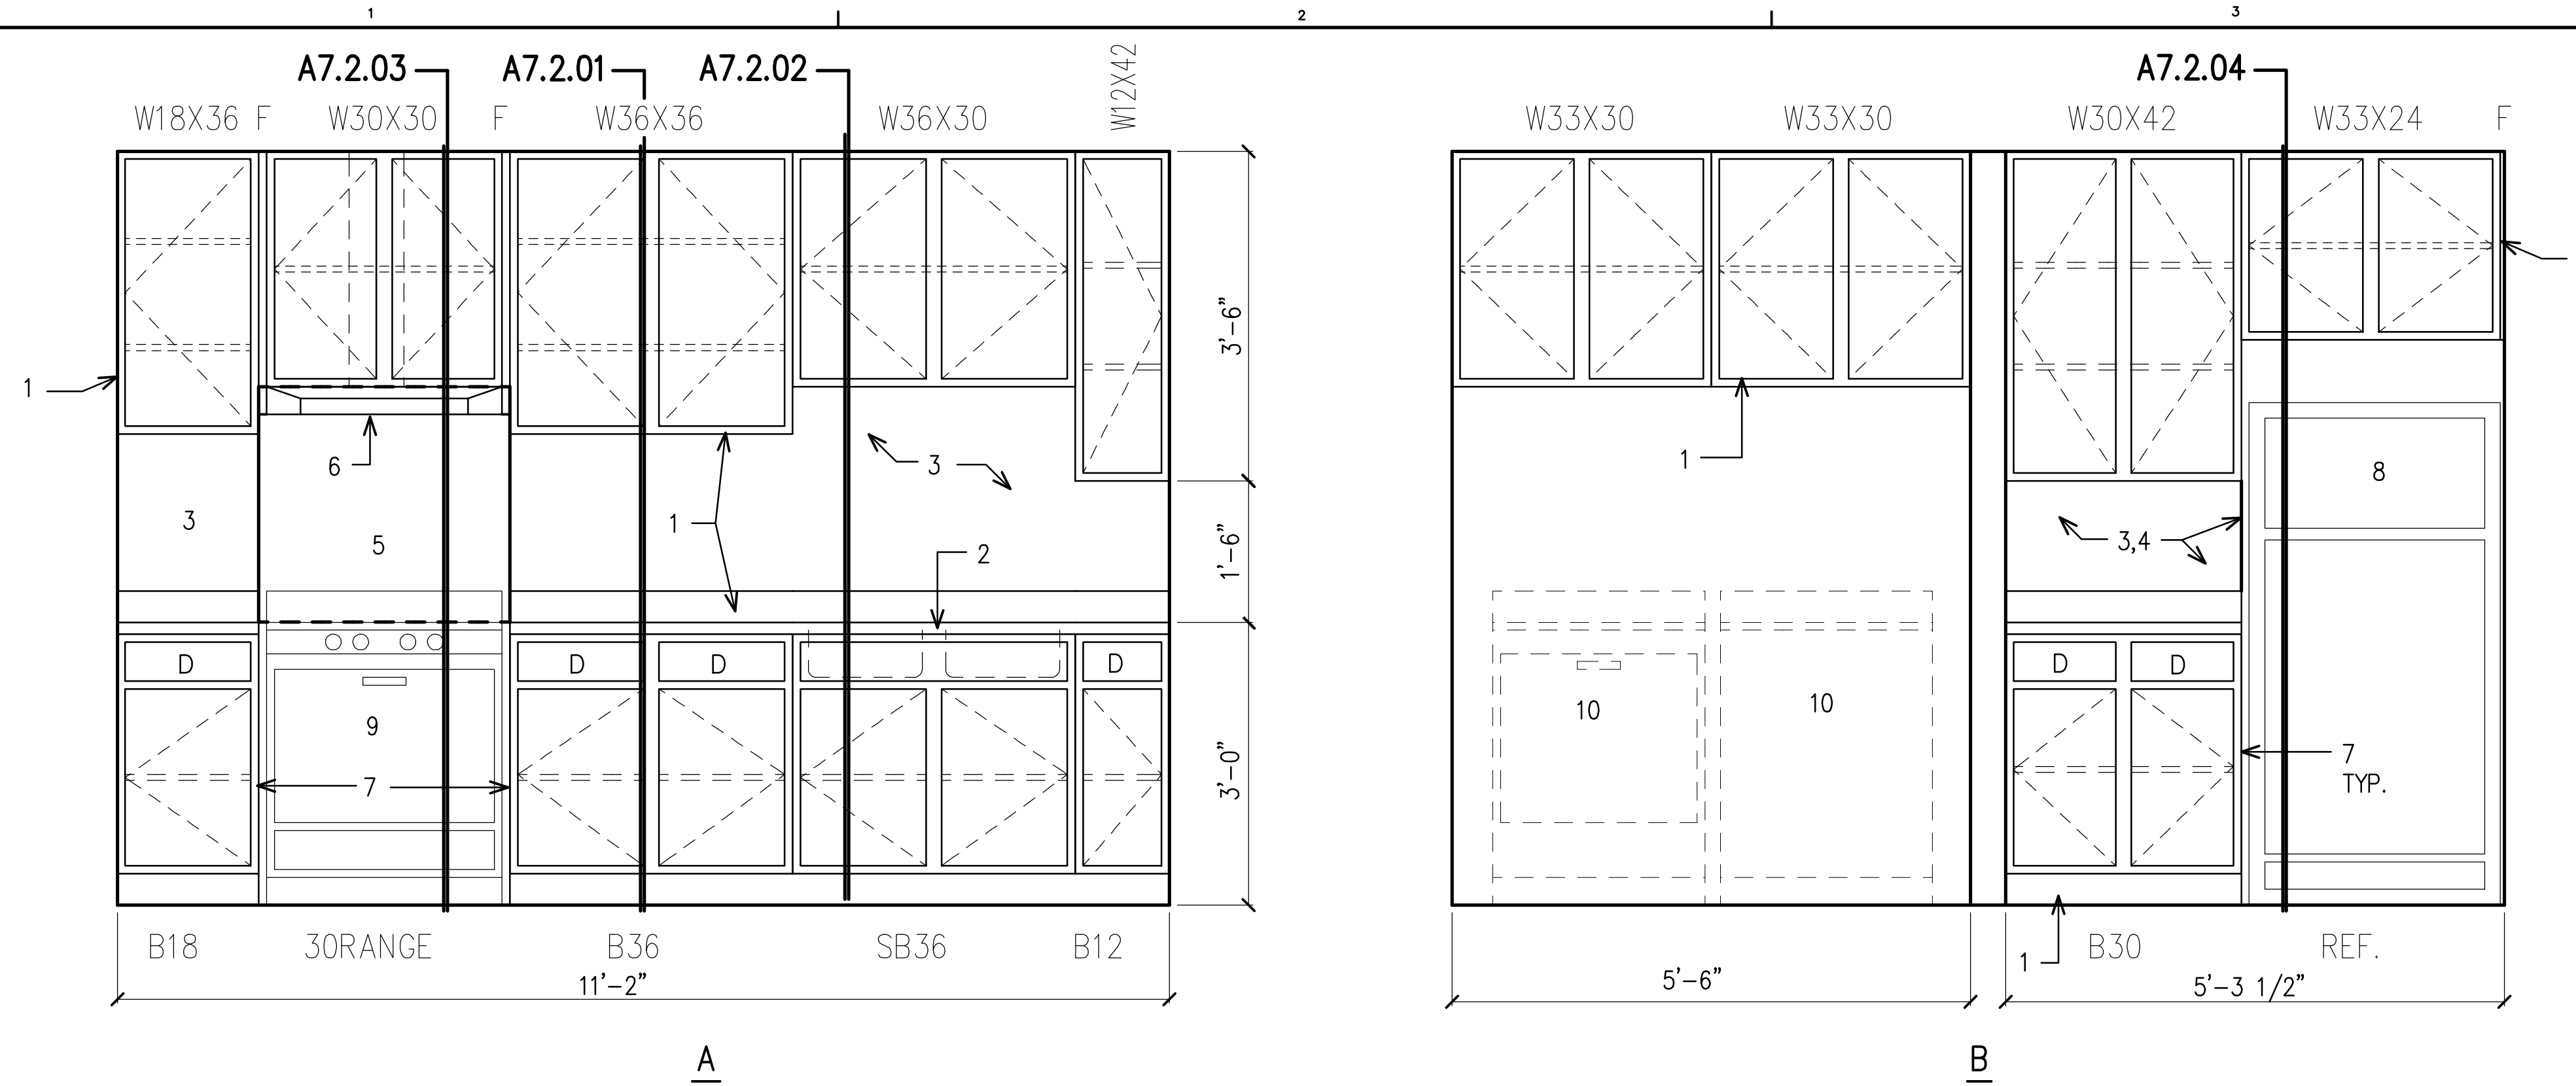 1 2 3
A7.2.03 A7.2.01 A7.2.02 A7.2.04
W18X36 F W30X30 F W36X36 W36X30 W12X42 W33X30 W33X30 W30X42 W33X24 F
3'-6"
1
1
6 3
8
3 5 1 2 1'-6" 3,4
D D D D D D
9 10 10
7 3'-0" 7
TYP.
B18 30RANGE B36 SB36 B12 1 B30 REF.
11'-2" 5'-6" 5'-3 1/2"
A B